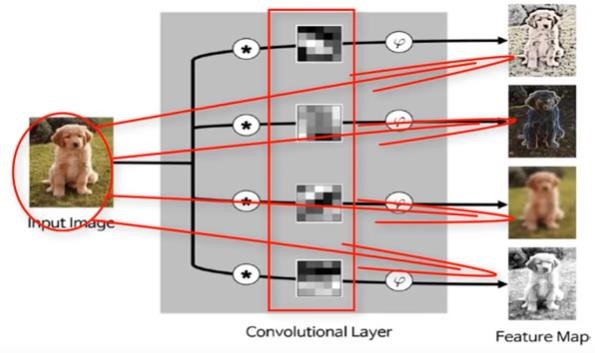 * φ
* φ
* φ
* φ
Input Image
Convolutional Layer
Feature Map